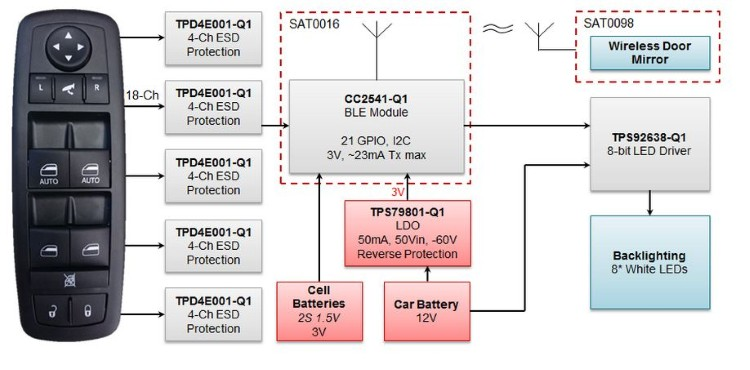 SAT0016
SAT0098
TPD4E001-Q1
4-Ch ESD
Protection
18-Ch
TPD4E001-Q1
4-Ch ESD
Protection
TPD4E001-Q1
4-Ch ESD
Protection
TPD4E001-Q1
4-Ch ESD
Protection
TPD4E001-Q1
4-Ch ESD
Protection
L
R
AUTO
AUTO
CC2541-Q1
BLE Module
21 GPIO, I2C
3V, ~23mA Tx max
Wireless Door
Mirror
TPS92638-Q1
8-bit LED Driver
3V
TPS79801-Q1
LDO
50mA, 50Vin, -60V
Reverse Protection
Backlighting
8* White LEDs
Cell
Batteries
2S 1.5V
3V
Car Battery
12V